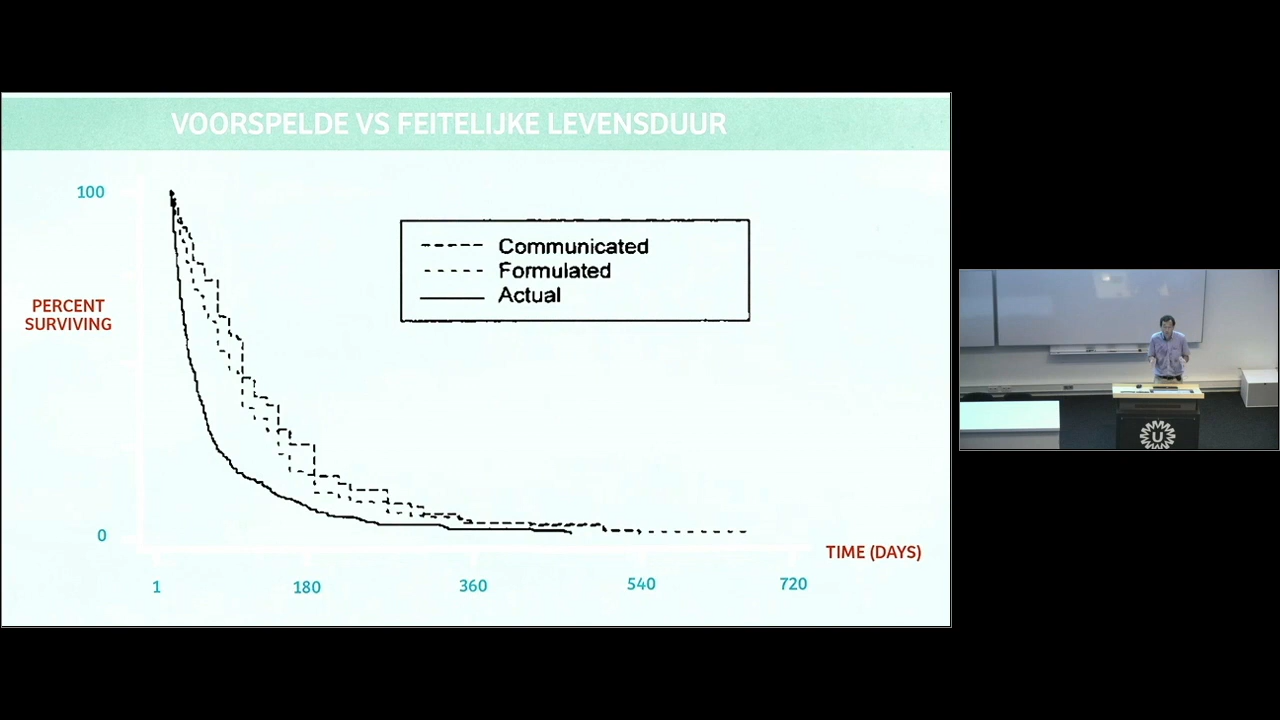 VOORSPELDE VS FEITELIJKE LEVENSDUUR
100
Communicated
Formulated
Actual
PERCENT
SURVIVING
0
TIME (DAYS)
1
180
360
540
720
U